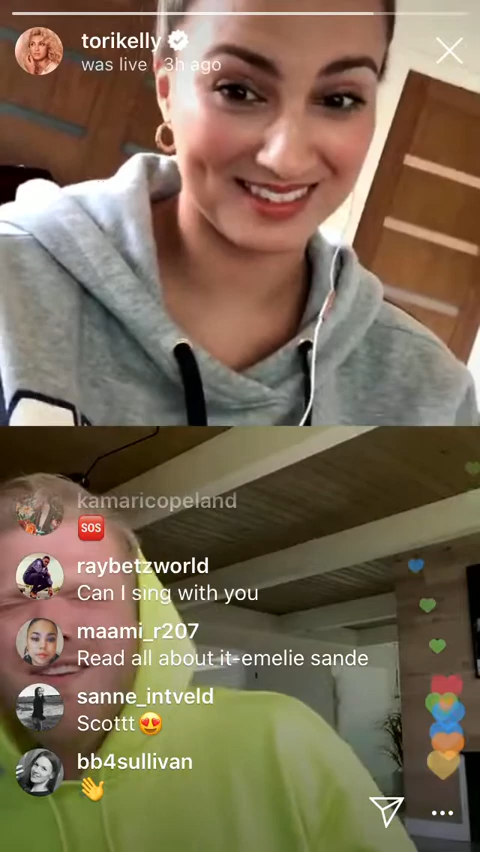 torikelly
was live | 3h ago
kamaricopeland
🆘
raybetzworld
Can I sing with you
maami_r207
Read all about it-emelie sande
sanne_intveld
Scottt😍
bb4sullivan
👋